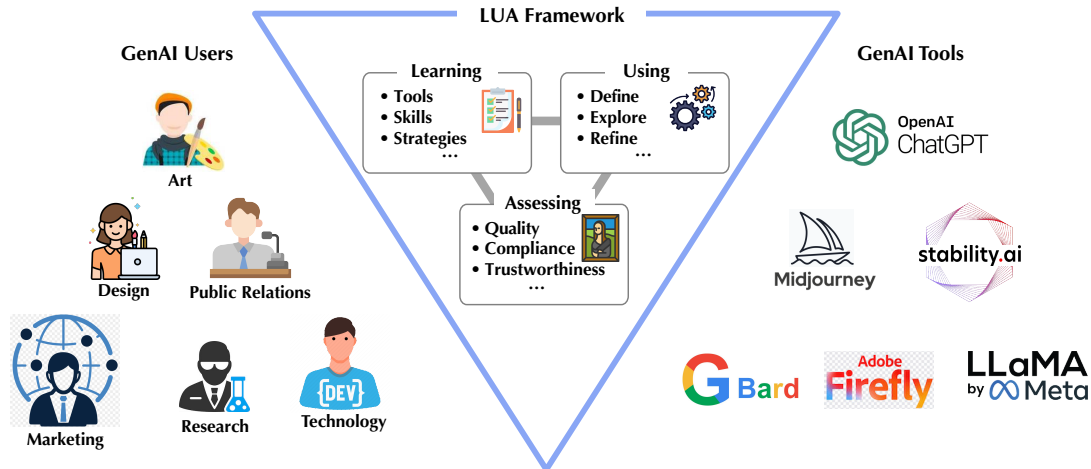 LUA Framework
GenAI Users
GenAI Tools
Learning
• Tools
• Skills
• Strategies
...
Using
• Define
• Explore
• Refine
...
Assessing
• Quality
• Compliance
• Trustworthiness
...
Art
Design
Public Relations
Marketing
Research
{DEV}
Technology
OpenAI
ChatGPT
Midjourney
stability.ai
G Bard
Adobe
Firefly
LLaMA
by Meta